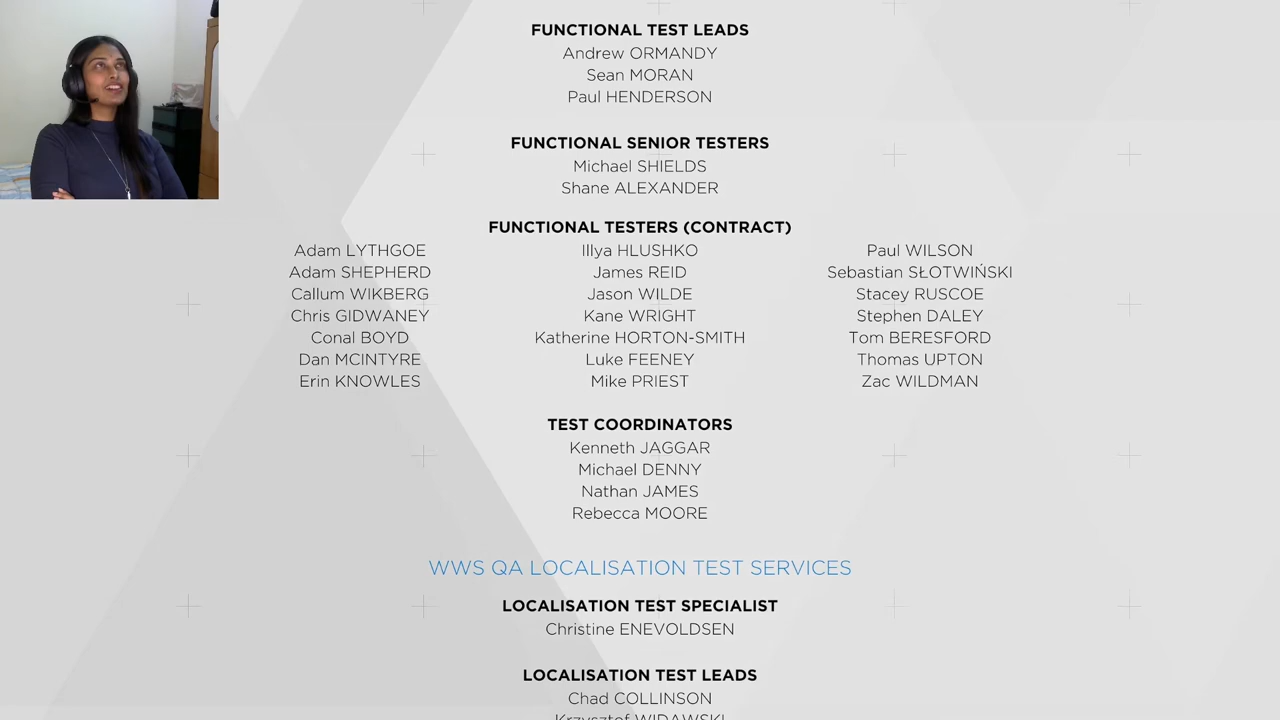 FUNCTIONAL TEST LEADS
Andrew ORMANDY
Sean MORAN
Paul HENDERSON
FUNCTIONAL SENIOR TESTERS
Michael SHIELDS
Shane ALEXANDER
FUNCTIONAL TESTERS (CONTRACT)
Adam LYTHGOE Illya HLUSHKO Paul WILSON
Adam SHEPHERD James REID Sebastian SŁOTWIŃSKI
Callum WIKBERG Jason WILDE Stacey RUSCOE
Chris GIDWANEY Kane WRIGHT Stephen DALEY
Conal BOYD Katherine HORTON-SMITH Tom BERESFORD
Dan MCINTYRE Luke FEENEY Thomas UPTON
Erin KNOWLES Mike PRIEST Zac WILDMAN
TEST COORDINATORS
Kenneth JAGGAR
Michael DENNY
Nathan JAMES
Rebecca MOORE
WWS QA LOCALISATION TEST SERVICES
LOCALISATION TEST SPECIALIST
Christine ENEVOLDSEN
LOCALISATION TEST LEADS
Chad COLLINSON
Krzysztof WIDAWSKI